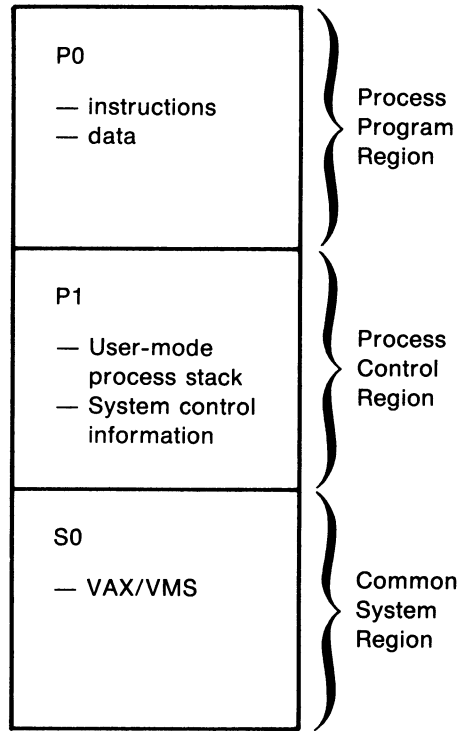 P0
— instructions
— data
Process
Program
Region
P1
— User-mode
process stack
— System control
information
Process
Control
Region
S0
— VAX/VMS
Common
System
Region